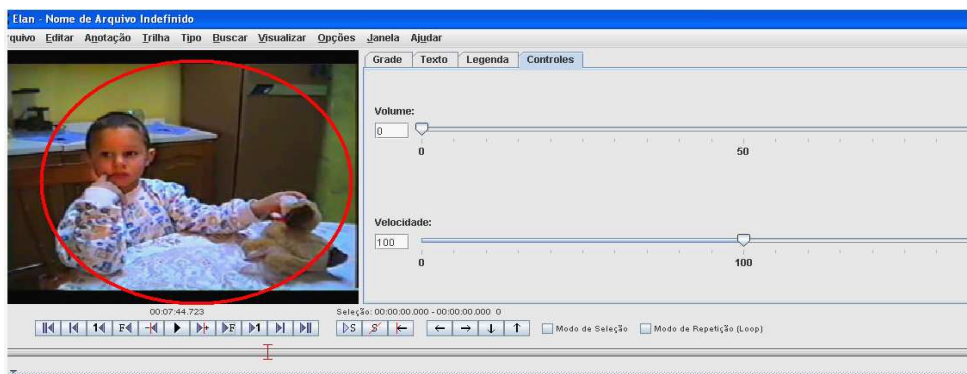 Elan - Nome de Arquivo Indefinido
rquivo Editar Anotação Trilha Tipo Buscar Visualizar Opções Janela Ajudar
Grade Texto Legenda Controles
Volume:
0
0 50
Velocidade:
100
0 100
00:07:44.723 Seleção: 00:00:00.000 - 00:00:00.000 0
1 F F 1 S S Modo de Seleção Modo de Repetição (Loop)